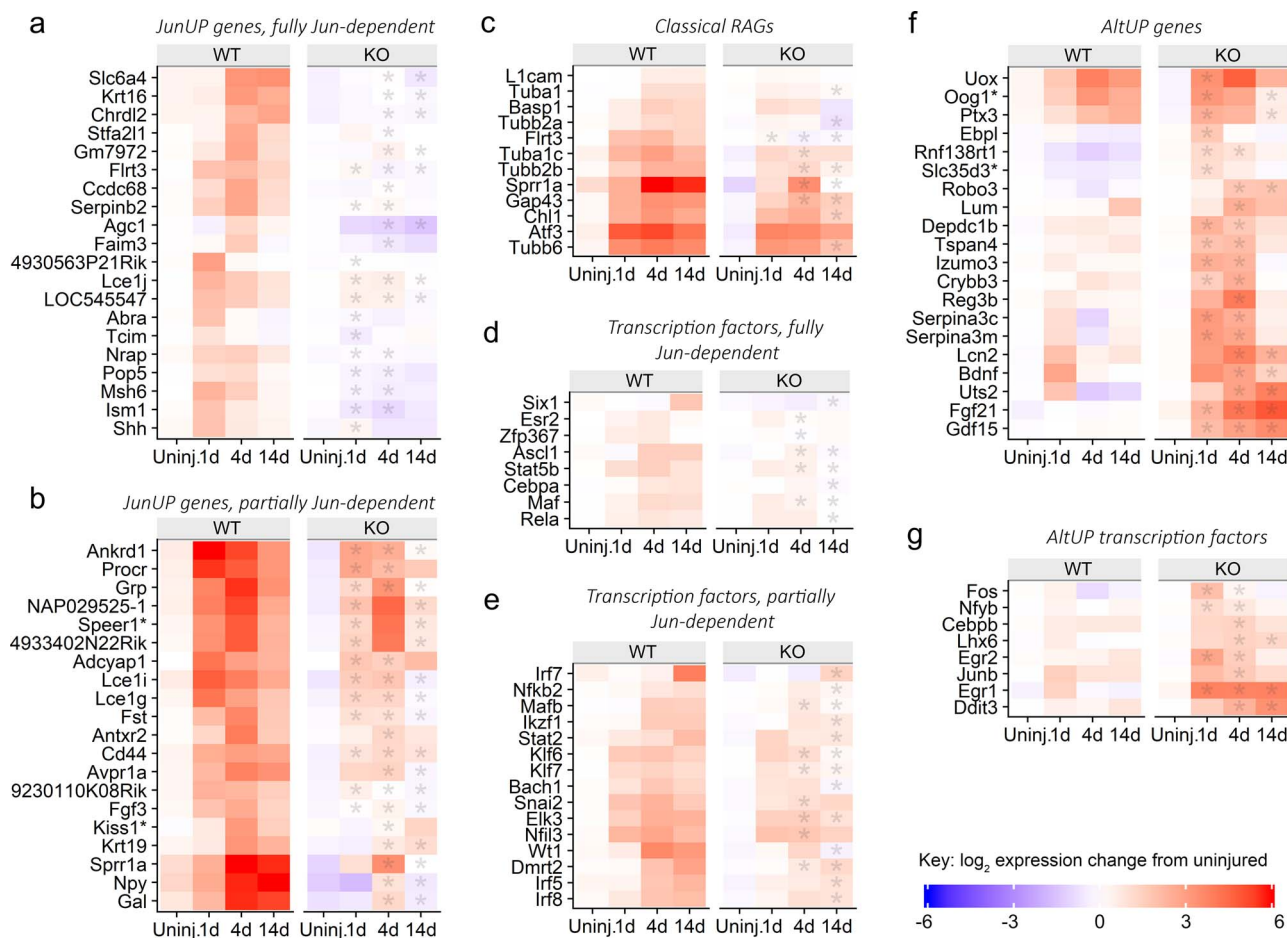 a
JunUP genes, fully Jun-dependent
WT KO
Slc6a4
Krt16
Chrdl2
Stfa2l1
Gm7972
Flrt3
Ccdc68
Serpinb2
Agc1
Faim3
4930563P21Rik
Lce1j
LOC545547
Abra
Tcim
Nrap
Pop5
Msh6
Ism1
Shh
Uninj. 1d 4d 14d Uninj. 1d 4d 14d
b
JunUP genes, partially Jun-dependent
WT KO
Ankrd1
Procr
Grp
NAP029525-1
Speer1*
4933402N22Rik
Adcyap1
Lce1i
Lce1g
Fst
Antxr2
Cd44
Avpr1a
9230110K08Rik
Fgf3
Kiss1*
Krt19
Sprr1a
Npy
Gal
Uninj. 1d 4d 14d Uninj. 1d 4d 14d
c
Classical RAGs
WT KO
L1cam
Tuba1
Basp1
Tubb2a
Flrt3
Tuba1c
Tubb2b
Sprr1a
Gap43
Chl1
Atf3
Tubb6
Uninj. 1d 4d 14d Uninj. 1d 4d 14d
d
Transcription factors, fully
Jun-dependent
WT KO
Six1
Esr2
Zfp367
Ascl1
Stat5b
Cebpa
Maf
Rela
Uninj. 1d 4d 14d Uninj. 1d 4d 14d
e
Transcription factors, partially
Jun-dependent
WT KO
Irf7
Nfkb2
Mafb
Ikzf1
Stat2
Klf6
Klf7
Bach1
Snai2
Elk3
Nfil3
Wt1
Dmrt2
Irf5
Irf8
Uninj. 1d 4d 14d Uninj. 1d 4d 14d
f
AltUP genes
WT KO
Uox
Oog1*
Ptx3
Ebpl
Rnf138rt1
Slc35d3*
Robo3
Lum
Depdc1b
Tspan4
Izumo3
Crybb3
Reg3b
Serpina3c
Serpina3m
Lcn2
Bdnf
Uts2
Fgf21
Gdf15
Uninj. 1d 4d 14d Uninj. 1d 4d 14d
g
AltUP transcription factors
WT KO
Fos
Nfyb
Cebpb
Lhx6
Egr2
Junb
Egr1
Ddit3
Uninj. 1d 4d 14d Uninj. 1d 4d 14d
Key: log2 expression change from uninjured
-6 -3 0 3 6